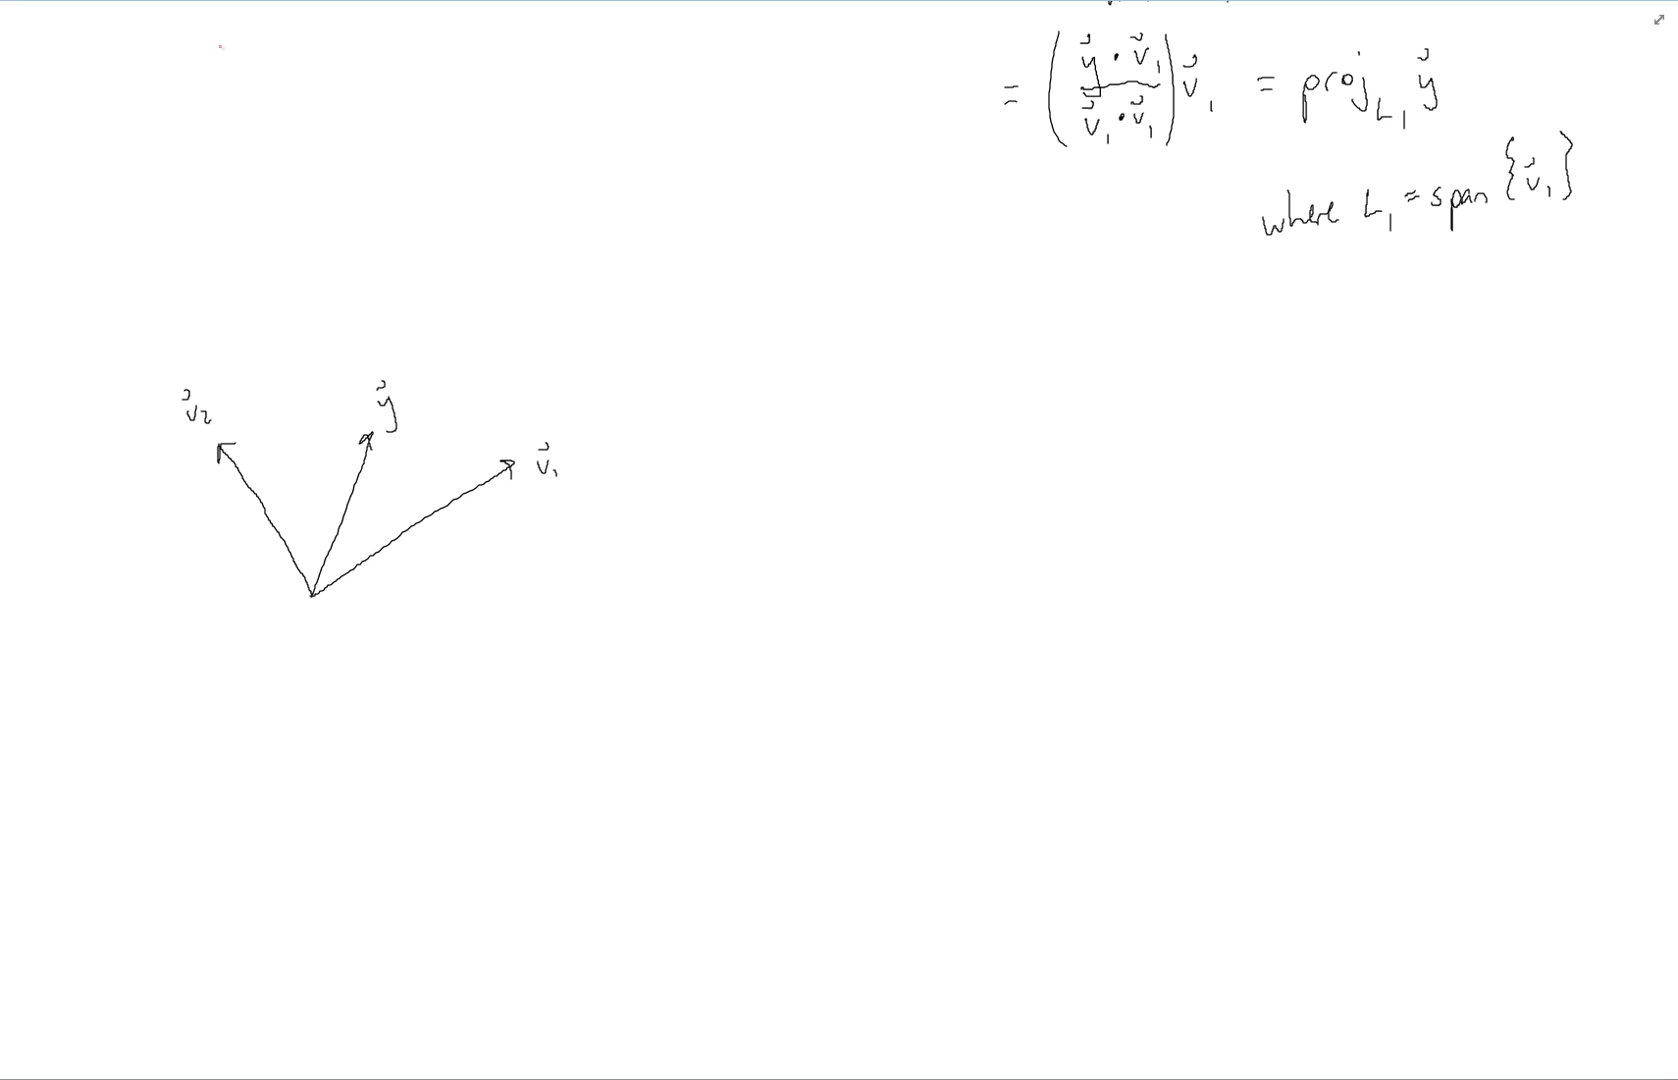 = (y⃗ · v⃗₁ / v⃗₁ · v⃗₁) v⃗₁ = proj_L₁ y⃗
where L₁ = span {v⃗₁}
v⃗₂
y⃗
v⃗₁